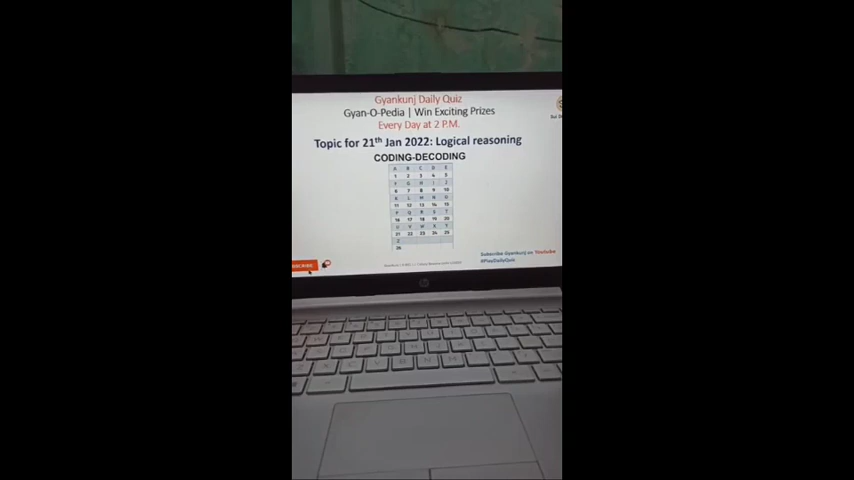 Gyankunj Daily Quiz
Gyan-O-Pedia | Win Exciting Prizes
Every Day at 2 P.M.
Topic for 21th Jan 2022: Logical reasoning
CODING-DECODING
A B C D E
1 2 3 4 5
F G H I J
6 7 8 9 10
K L M N O
11 12 13 14 15
P Q R S T
16 17 18 19 20
U V W X Y
21 22 23 24 25
Z
26
Subscribe Gyankunj on YouTube
#PlayDailyQuiz